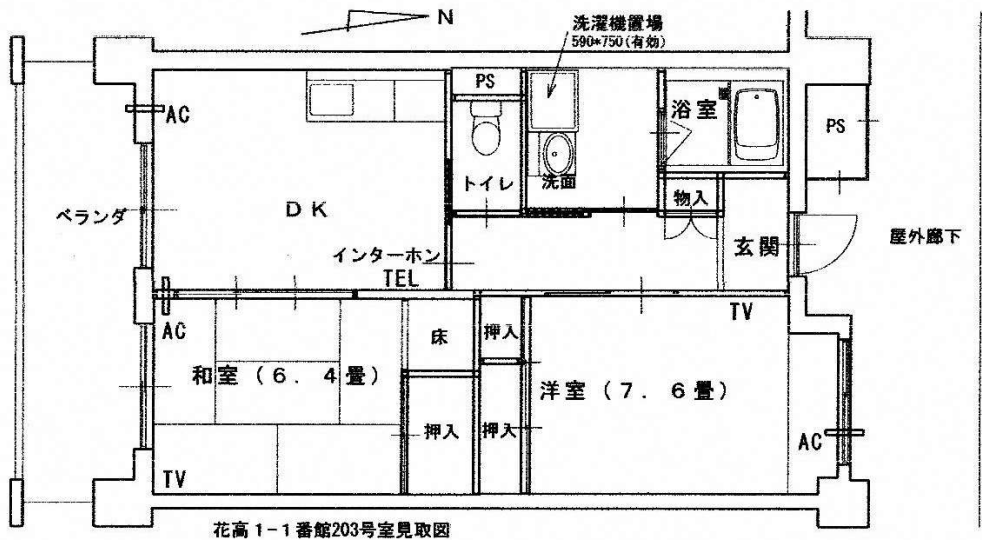 N
洗濯機置場
590*750(有効)
PS
AC
浴室
PS
トイレ
洗面
物入
ベランダ
DK
玄関
屋外廊下
インターホン
TEL
TV
AC
床
押入
和室(6.4畳)
洋室(7.6畳)
押入
押入
AC
TV
花高1-1番館203号室見取図